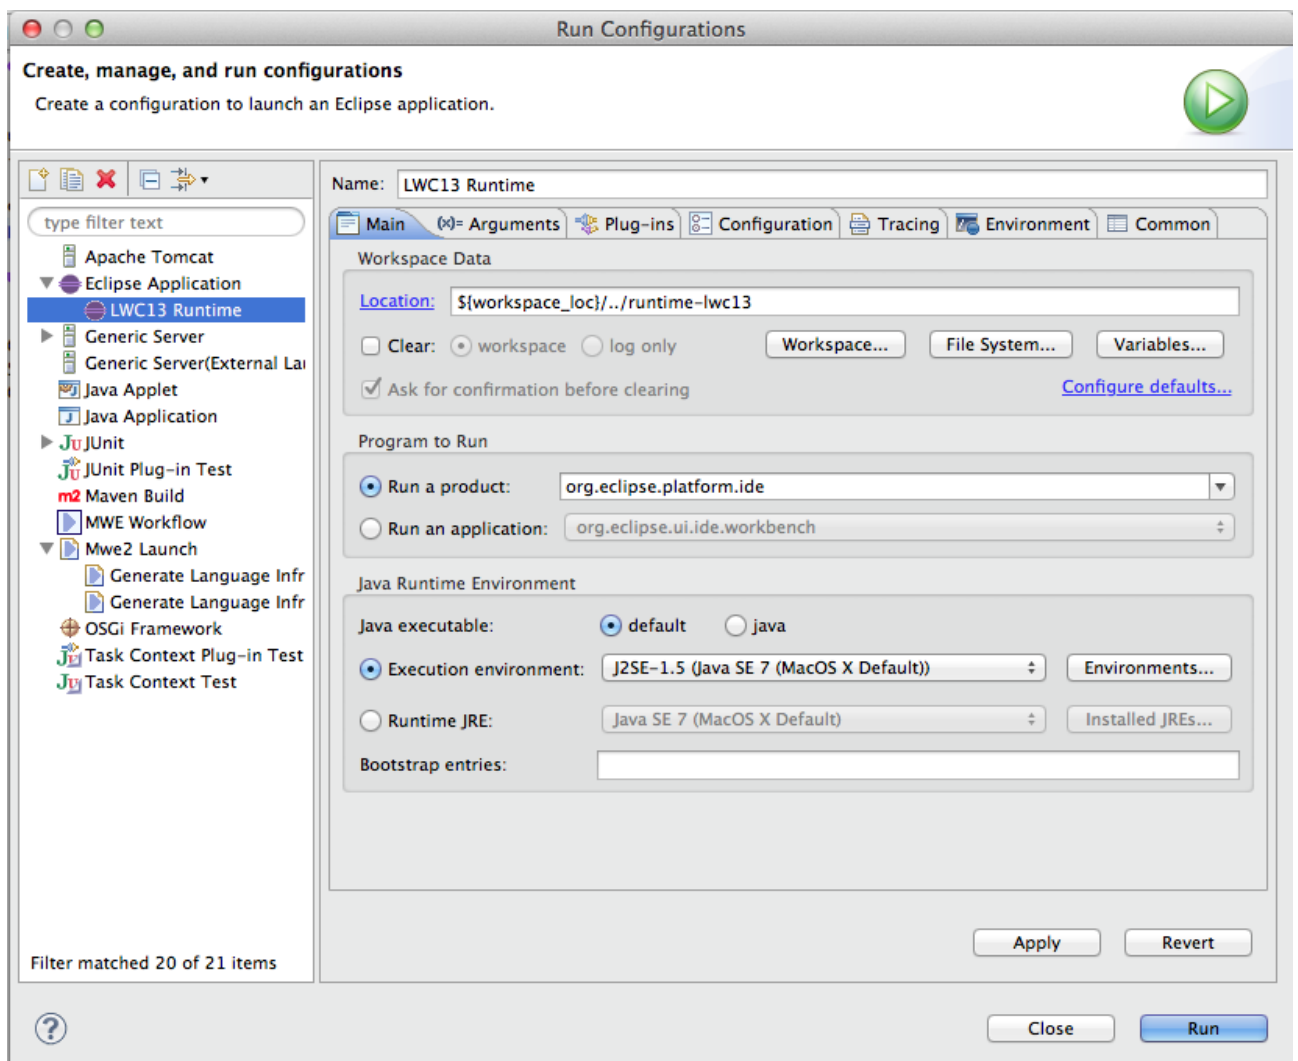 Run Configurations
Create, manage, and run configurations
Create a configuration to launch an Eclipse application.
type filter text
Apache Tomcat
Eclipse Application
LWC13 Runtime
Generic Server
Generic Server(External Lau
Java Applet
Java Application
JUnit
JUnit Plug-in Test
m2 Maven Build
MWE Workflow
Mwe2 Launch
Generate Language Infr
Generate Language Infr
OSGi Framework
Task Context Plug-in Test
Task Context Test
Filter matched 20 of 21 items
Name: LWC13 Runtime
Main (x)= Arguments Plug-ins Configuration Tracing Environment Common
Workspace Data
Location: ${workspace_loc}/../runtime-lwc13
Clear: workspace log only Workspace... File System... Variables...
Ask for confirmation before clearing Configure defaults...
Program to Run
Run a product: org.eclipse.platform.ide
Run an application: org.eclipse.ui.ide.workbench
Java Runtime Environment
Java executable: default java
Execution environment: J2SE-1.5 (Java SE 7 (MacOS X Default)) Environments...
Runtime JRE: Java SE 7 (MacOS X Default) Installed JREs...
Bootstrap entries:
Apply Revert
? Close Run